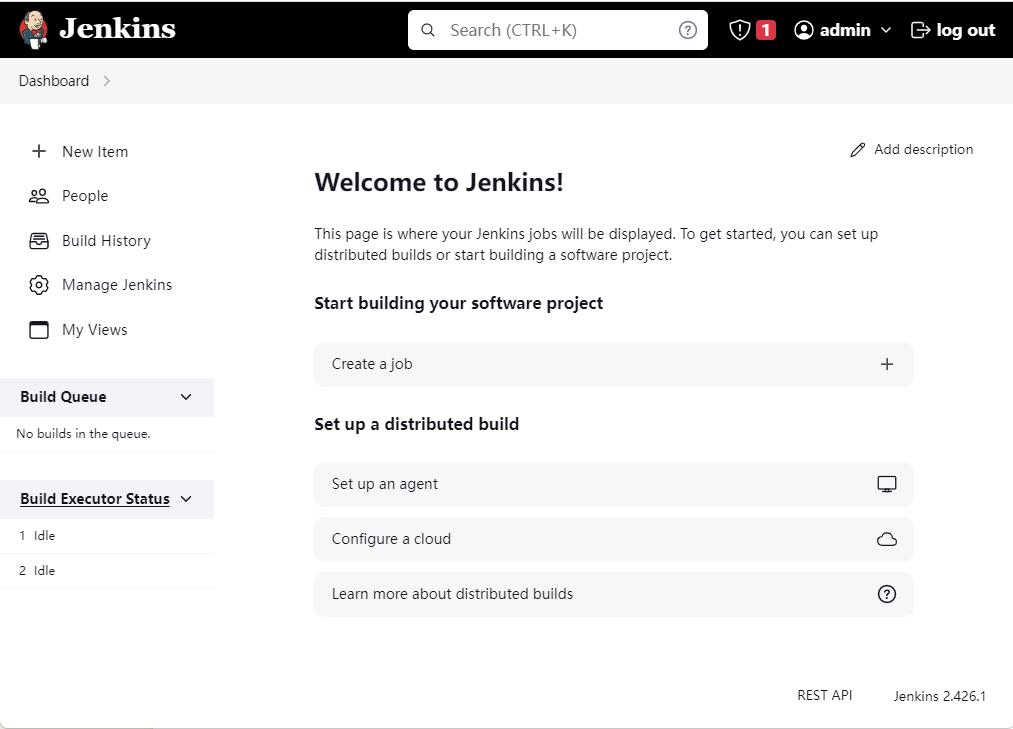 Jenkins
Search (CTRL+K)
1
admin
log out
Dashboard
New Item
People
Build History
Manage Jenkins
My Views
Build Queue
No builds in the queue.
Build Executor Status
1 Idle
2 Idle
Add description
Welcome to Jenkins!
This page is where your Jenkins jobs will be displayed. To get started, you can set up
distributed builds or start building a software project.
Start building your software project
Create a job
Set up a distributed build
Set up an agent
Configure a cloud
Learn more about distributed builds
REST API
Jenkins 2.426.1